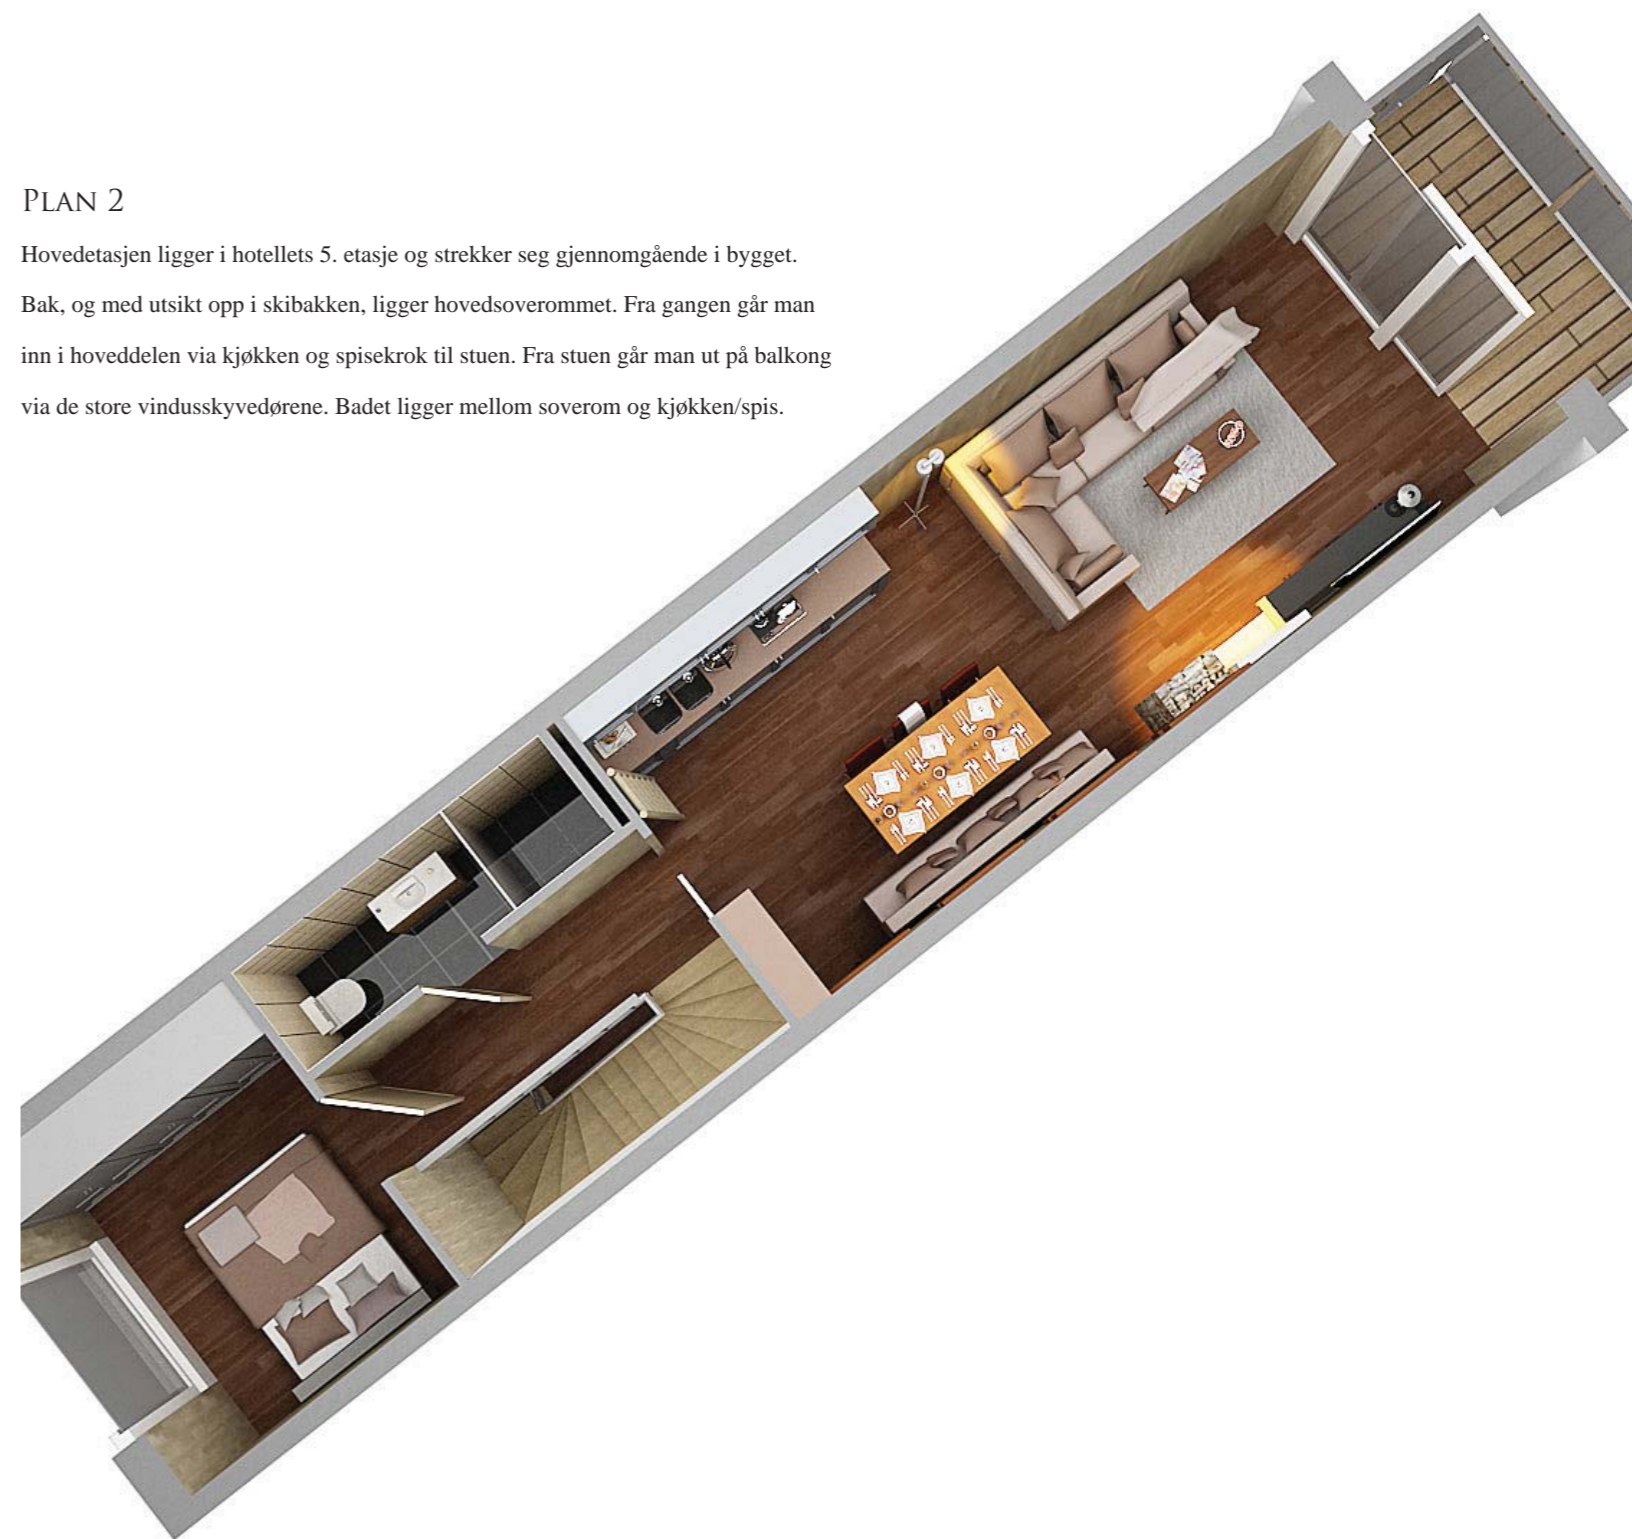 PLAN 2
Hovedetasjen ligger i hotellets 5. etasje og strekker seg gjennomgående i bygget.
Bak, og med utsikt opp i skibakken, ligger hovedsoverommet. Fra gangen går man
inn i hoveddelen via kjøkken og spisekrok til stuen. Fra stuen går man ut på balkong
via de store vindusskyvedørene. Badet ligger mellom soverom og kjøkken/spis.